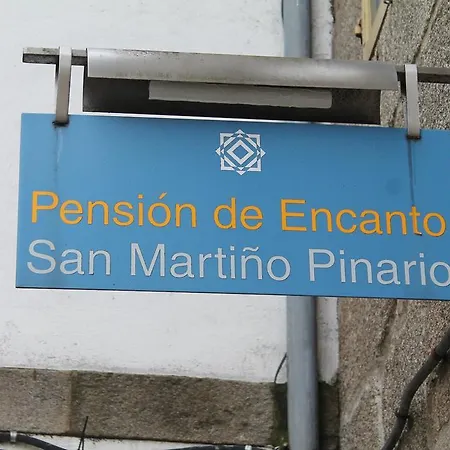 Pensión de Encanto
San Martiño Pinario